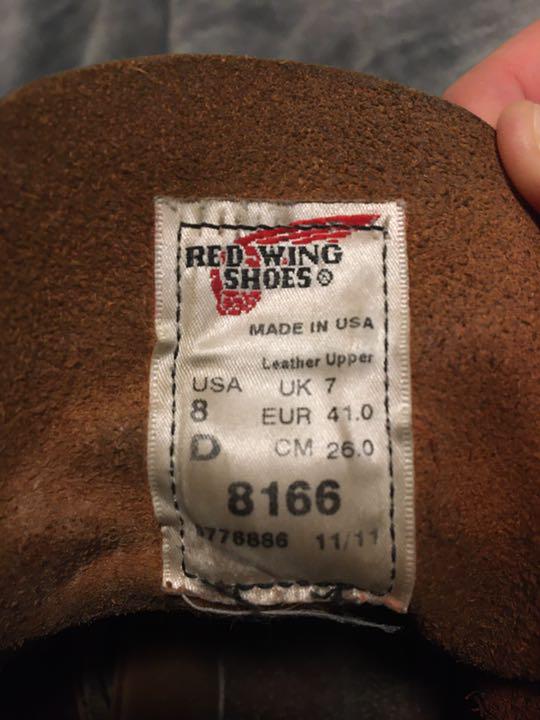 RED WING
SHOES®
MADE IN USA
Leather Upper
USA UK 7
8 EUR 41.0
D CM 26.0
8166
11/11